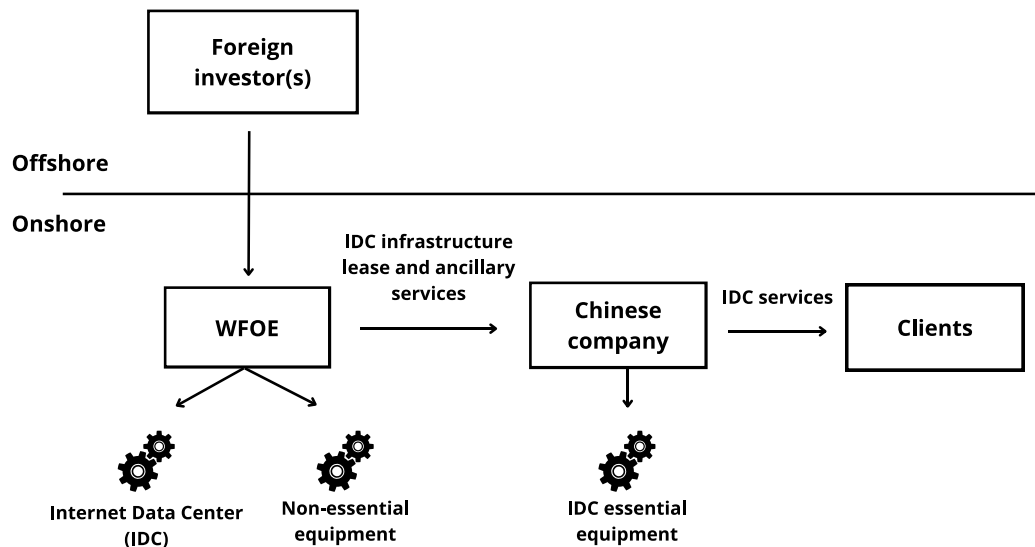 Foreign
investor(s)
Offshore
Onshore
IDC infrastructure
lease and ancillary
services
IDC services
WFOE
Chinese
company
Clients
Internet Data Center
(IDC)
Non-essential
equipment
IDC essential
equipment